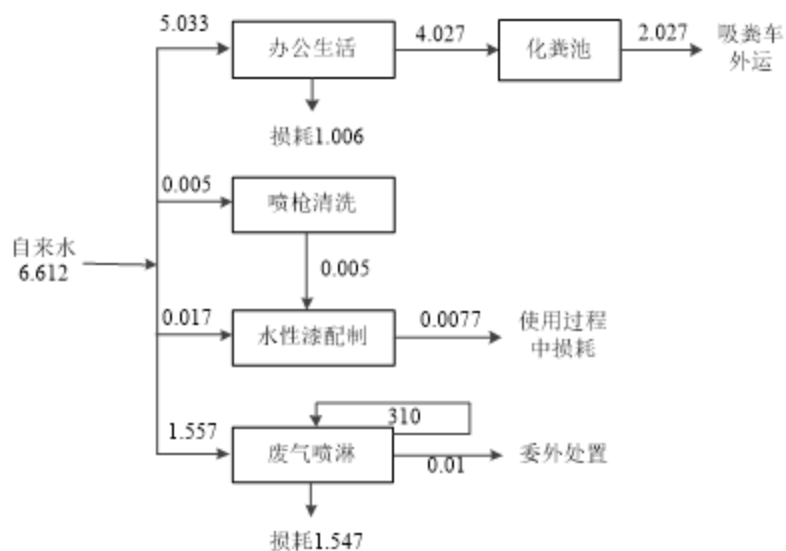 5.033
办公生活
4.027
化粪池
2.027
吸粪车
外运
损耗1.006
0.005
喷枪清洗
自来水
6.612
0.005
0.017
水性漆配制
0.0077
使用过程
中损耗
310
1.557
废气喷淋
0.01
委外处置
损耗1.547